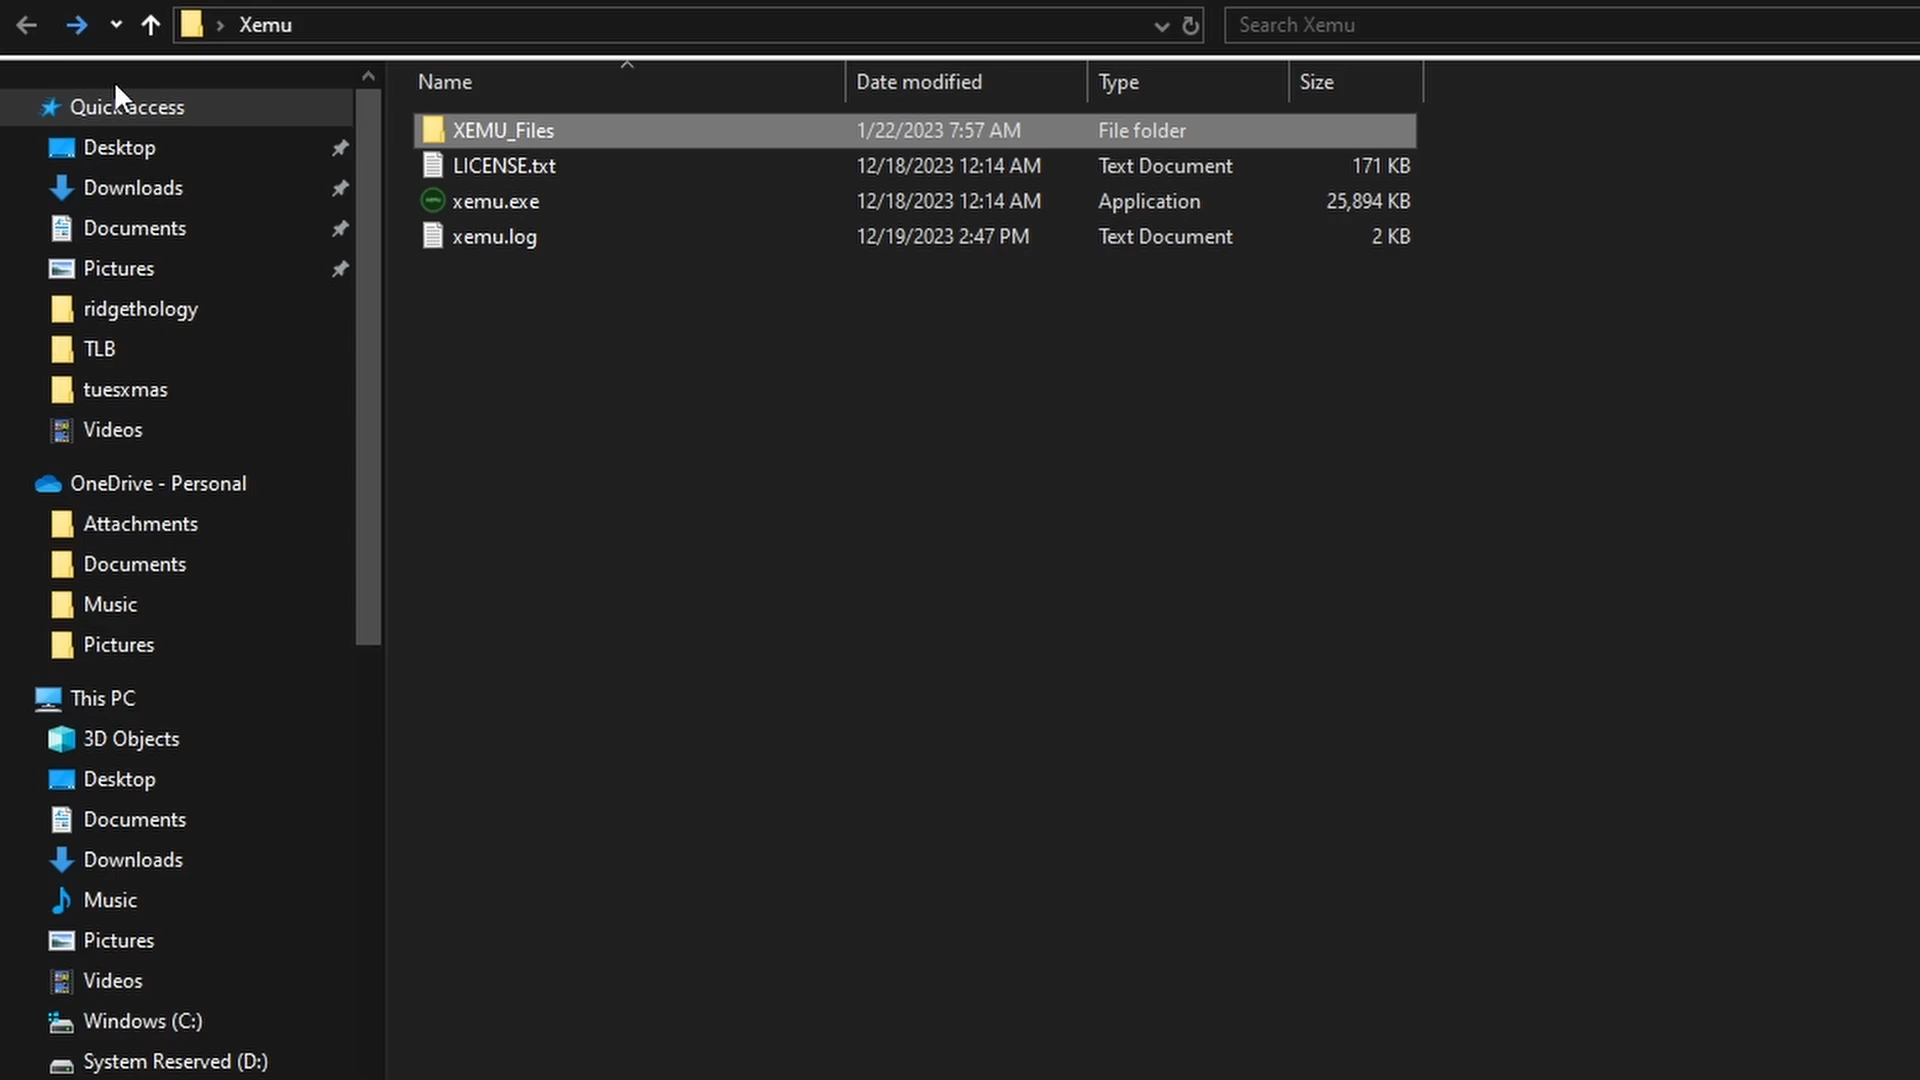 Xemu
Search Xemu
Name Date modified Type Size
XEMU_Files 1/22/2023 7:57 AM File folder
LICENSE.txt 12/18/2023 12:14 AM Text Document 171 KB
xemu.exe 12/18/2023 12:14 AM Application 25,894 KB
xemu.log 12/19/2023 2:47 PM Text Document 2 KB
Quick access
Desktop
Downloads
Documents
Pictures
ridgethology
TLB
tuesxmas
Videos
OneDrive - Personal
Attachments
Documents
Music
Pictures
This PC
3D Objects
Desktop
Documents
Downloads
Music
Pictures
Videos
Windows (C:)
System Reserved (D:)